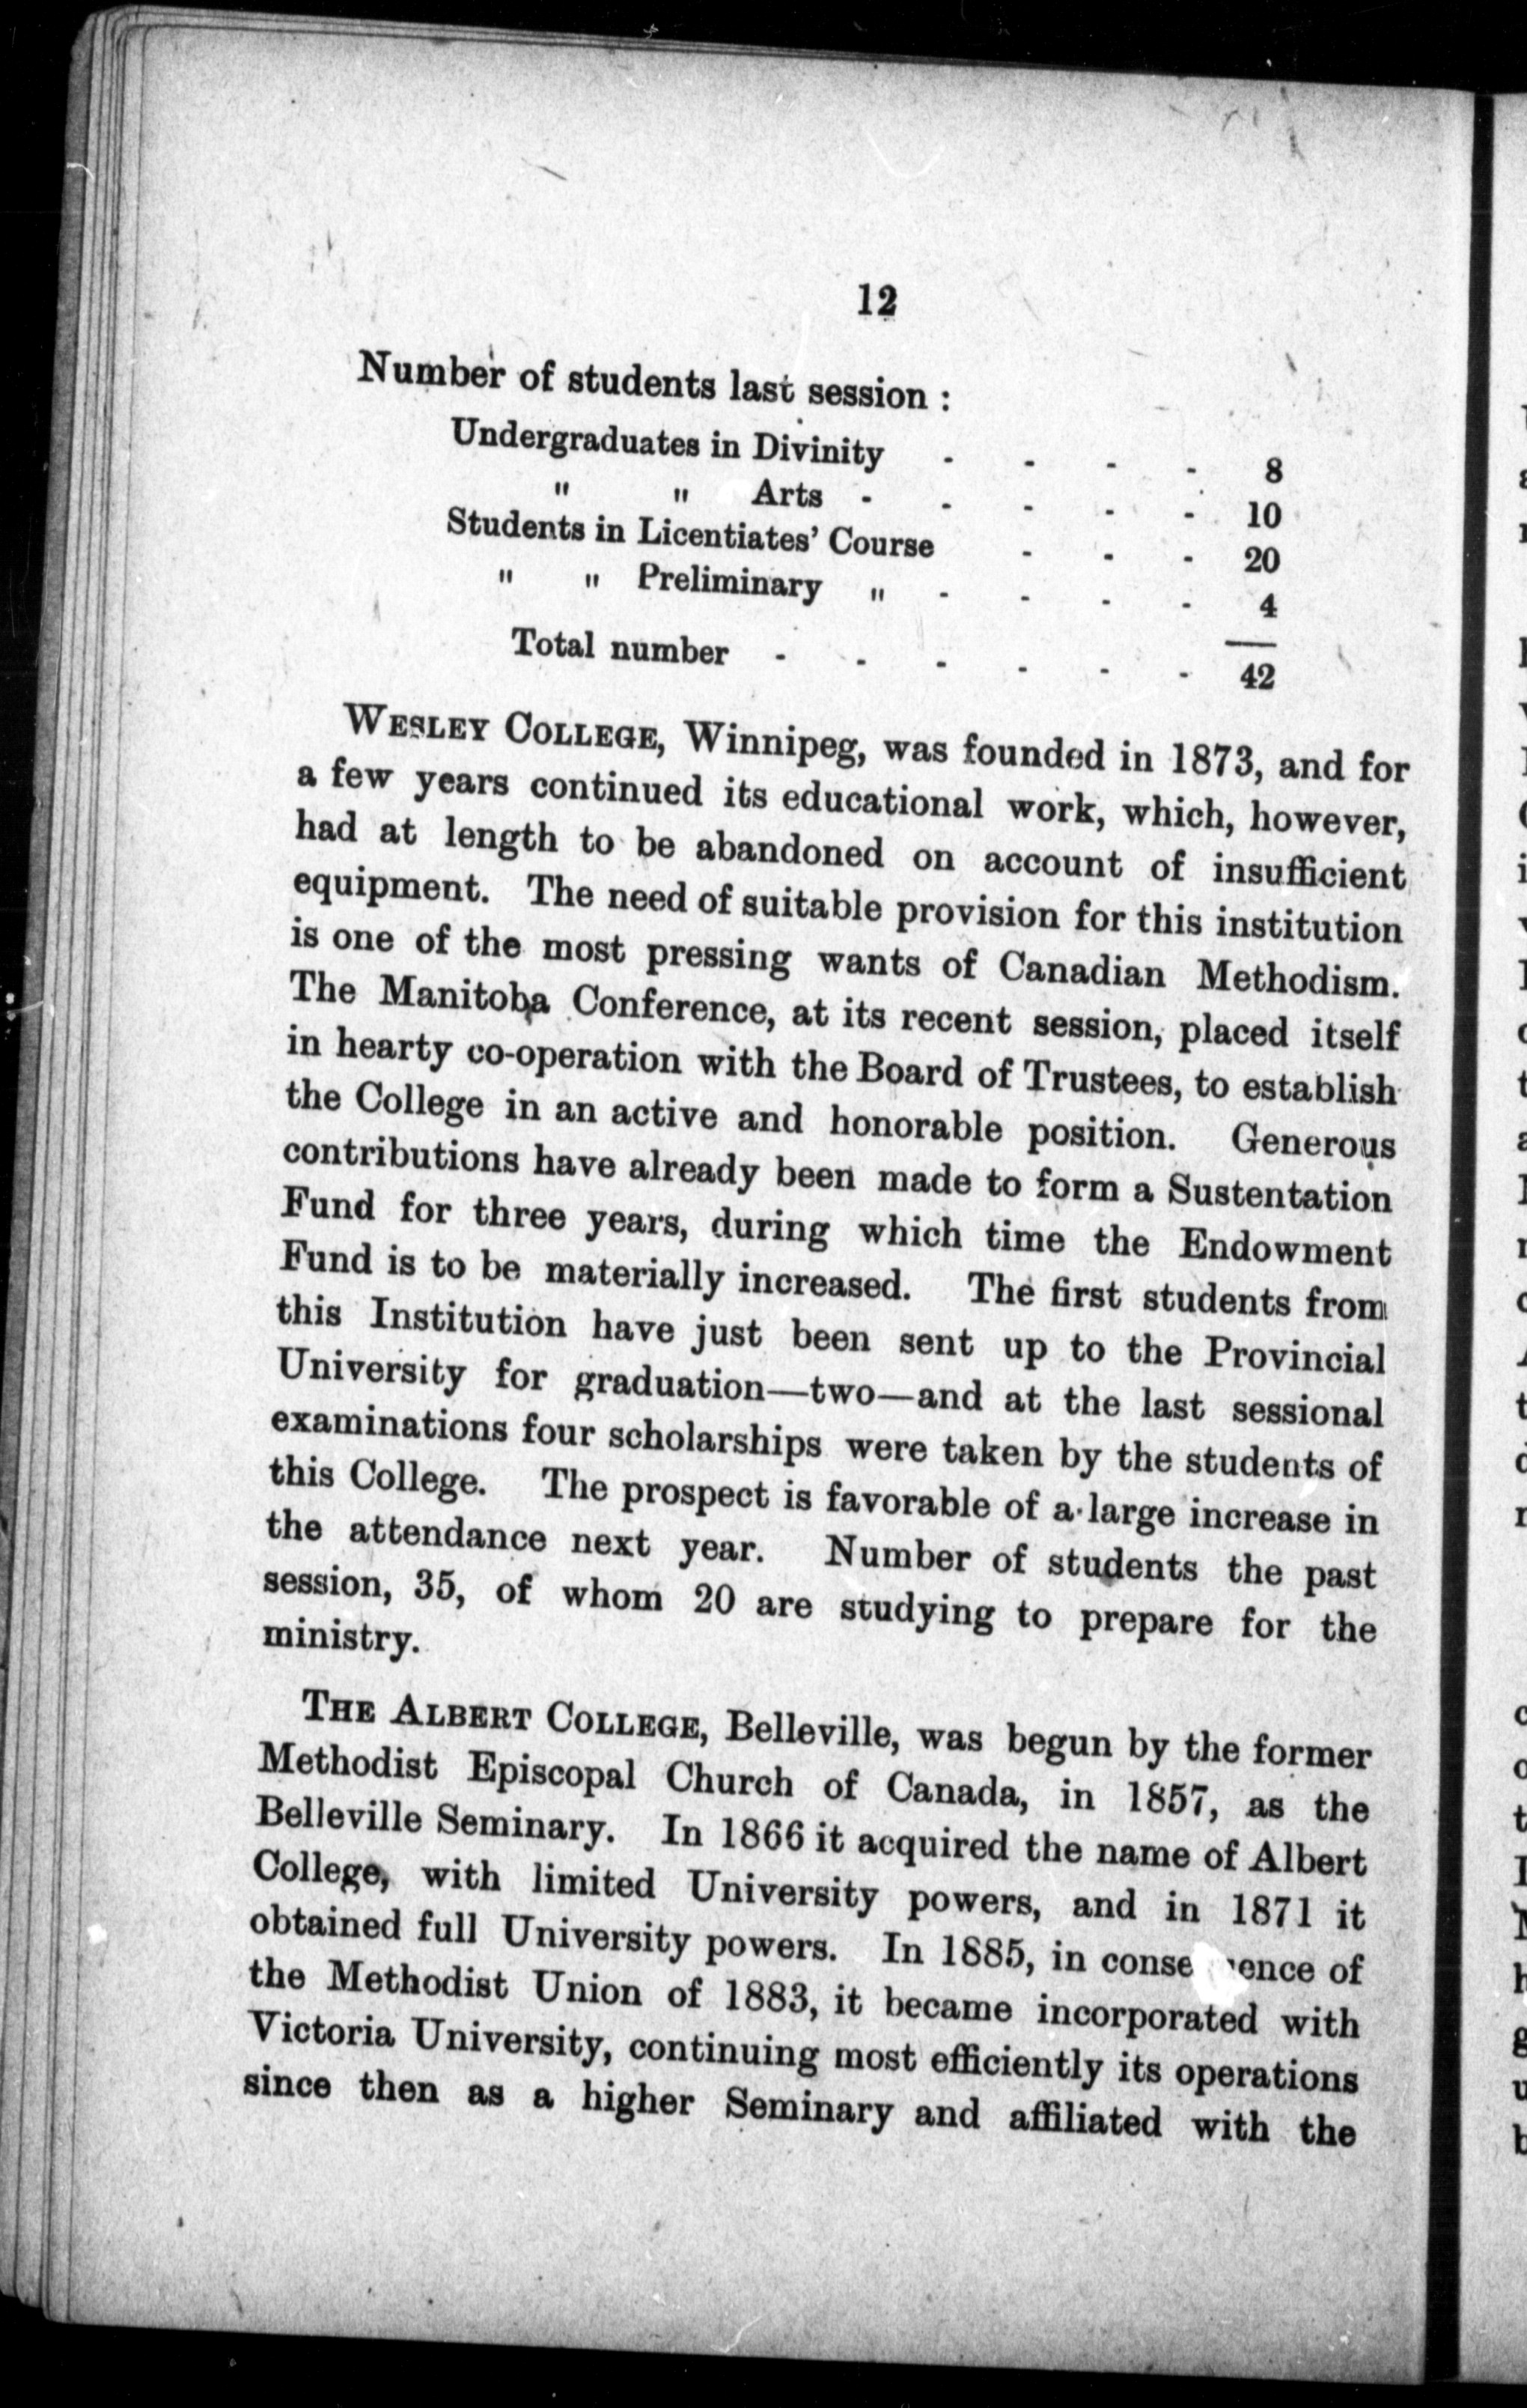 12
Number of students last session :
Undergraduates in Divinity - - - - 8
" " Arts - - - - - 10
Students in Licentiates' Course - - - 20
" " Preliminary " - - - - 4
Total number - - - - - - 42
WESLEY COLLEGE, Winnipeg, was founded in 1873, and for
a few years continued its educational work, which, however,
had at length to be abandoned on account of insufficient
equipment. The need of suitable provision for this institution
is one of the most pressing wants of Canadian Methodism.
The Manitoba Conference, at its recent session, placed itself
in hearty co-operation with the Board of Trustees, to establish
the College in an active and honorable position. Generous
contributions have already been made to form a Sustentation
Fund for three years, during which time the Endowment
Fund is to be materially increased. The first students from
this Institution have just been sent up to the Provincial
University for graduation—two—and at the last sessional
examinations four scholarships were taken by the students of
this College. The prospect is favorable of a large increase in
the attendance next year. Number of students the past
session, 35, of whom 20 are studying to prepare for the
ministry.
THE ALBERT COLLEGE, Belleville, was begun by the former
Methodist Episcopal Church of Canada, in 1857, as the
Belleville Seminary. In 1866 it acquired the name of Albert
College, with limited University powers, and in 1871 it
obtained full University powers. In 1885, in conse ence of
the Methodist Union of 1883, it became incorporated with
Victoria University, continuing most efficiently its operations
since then as a higher Seminary and affiliated with the